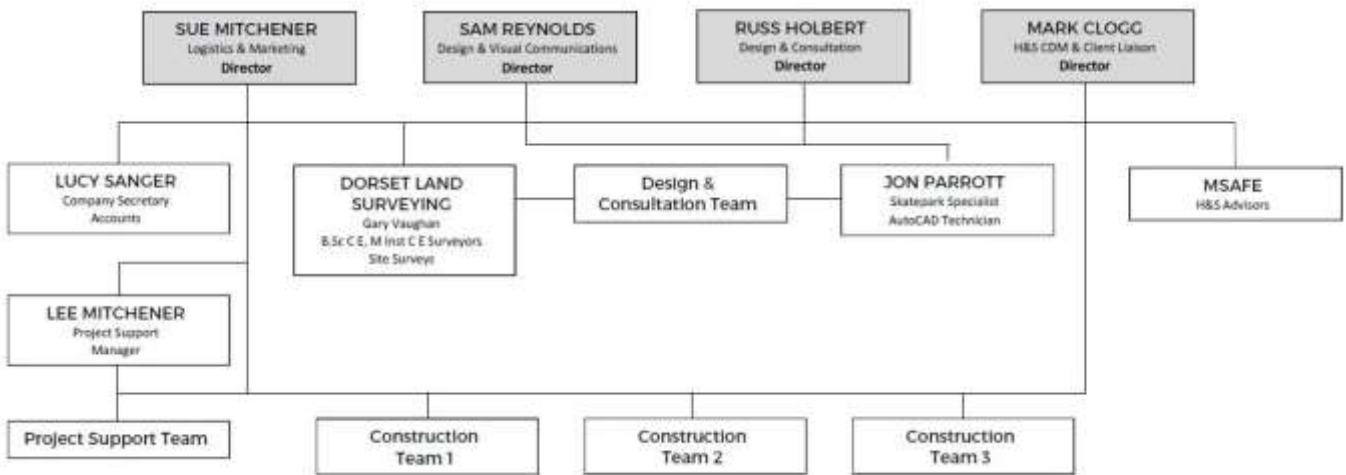 SUE MITCHENER
Logistics & Marketing
Director
SAM REYNOLDS
Design & Visual Communications
Director
RUSS HOLBERT
Design & Consultation
Director
MARK CLOGG
H&S CDM & Client Liaison
Director
LUCY SANGER
Company Secretary
Accounts
DORSET LAND
SURVEYING
Gary Vaughan
B.Sc C E, M Inst C E Surveyors
Site Surveys
Design &
Consultation Team
JON PARROTT
Skatepark Specialist
AutoCAD Technician
MSAFE
H&S Advisors
LEE MITCHENER
Project Support
Manager
Project Support Team
Construction
Team 1
Construction
Team 2
Construction
Team 3